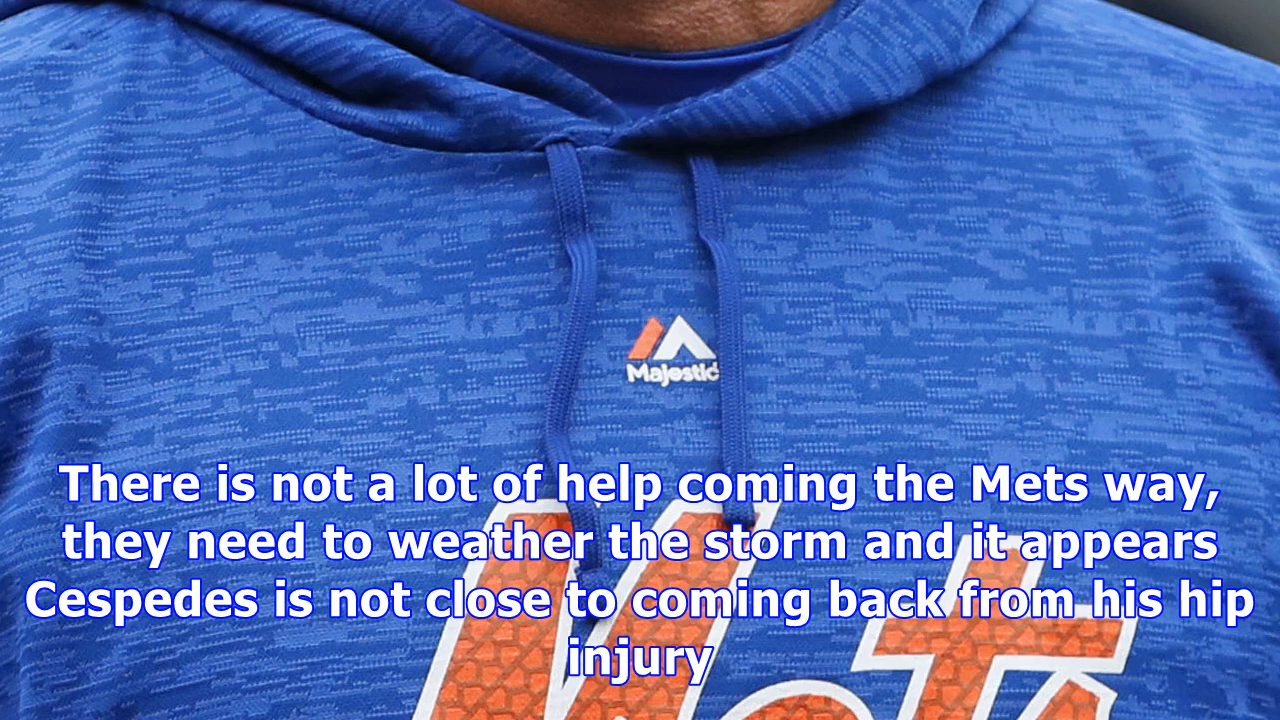 Majestic
There is not a lot of help coming the Mets way,
they need to weather the storm and it appears
Cespedes is not close to coming back from his hip
injury
Mets